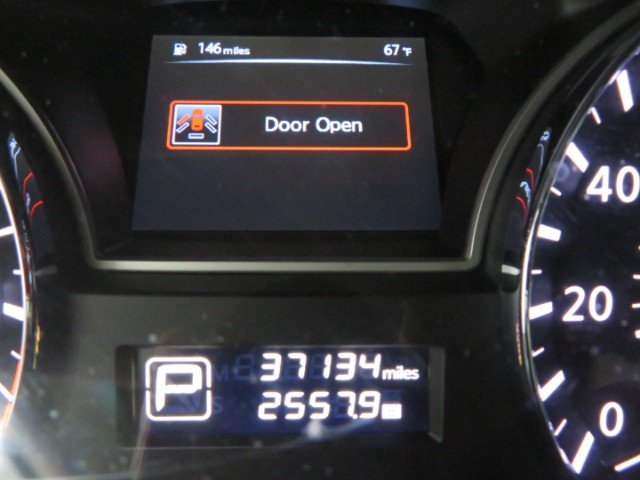 146 miles 67 °F
Door Open
40
20
0
P 37134 miles
2557.9